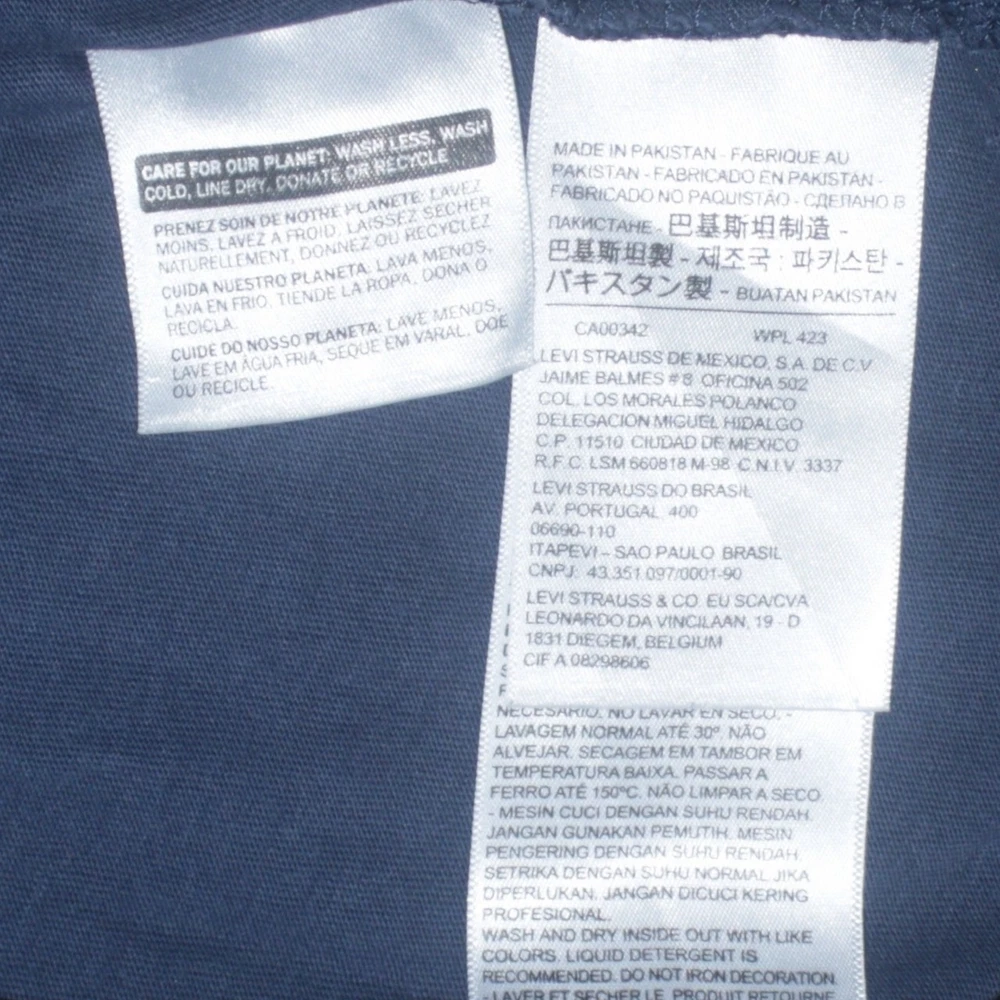 CARE FOR OUR PLANET: WASH LESS, WASH
COLD, LINE DRY, DONATE OR RECYCLE
PRENEZ SOIN DE NOTRE PLANETE: LAVEZ
MOINS, LAVEZ A FROID, LAISSEZ SECHER
NATURELLEMENT, DONNEZ OU RECYCLEZ
CUIDA NUESTRO PLANETA: LAVA MENOS,
LAVA EN FRIO, TIENDE LA ROPA, DONA O
RECICLA.
CUIDE DO NOSSO PLANETA: LAVE MENOS,
LAVE EM ÁGUA FRIA, SEQUE EM VARAL, DOE
OU RECICLE.
MADE IN PAKISTAN - FABRIQUE AU
PAKISTAN - FABRICADO EN PAKISTÁN -
FABRICADO NO PAQUISTÃO - СДЕЛАНО В
ПАКИСТАНЕ - 巴基斯坦制造 -
巴基斯坦製 - 제조국 : 파키스탄 -
パキスタン製 - BUATAN PAKISTAN
CA00342 WPL 423
LEVI STRAUSS DE MEXICO, S.A. DE C.V
JAIME BALMES # 8 OFICINA 502
COL. LOS MORALES POLANCO
DELEGACION MIGUEL HIDALGO
C.P. 11510 CIUDAD DE MEXICO
R.F.C. LSM 660818 M-98 C.N.I.V. 3337
LEVI STRAUSS DO BRASIL
AV. PORTUGAL, 400
06690-110
ITAPEVI - SAO PAULO BRASIL
CNPJ: 43.351.097/0001-90
LEVI STRAUSS & CO. EU SCA/CVA
LEONARDO DA VINCILAAN, 19 - D
1831 DIEGEM, BELGIUM
CIF A 08298606
NECESARIO. NO LAVAR EN SECO. -
LAVAGEM NORMAL ATÉ 30º. NÃO
ALVEJAR. SECAGEM EM TAMBOR EM
TEMPERATURA BAIXA. PASSAR A
FERRO ATÉ 150ºC. NÃO LIMPAR A SECO.
- MESIN CUCI DENGAN SUHU RENDAH.
JANGAN GUNAKAN PEMUTIH. MESIN
PENGERING DENGAN SUHU RENDAH.
SETRIKA DENGAN SUHU NORMAL JIKA
DIPERLUKAN. JANGAN DICUCI KERING
PROFESIONAL.
WASH AND DRY INSIDE OUT WITH LIKE
COLORS. LIQUID DETERGENT IS
RECOMMENDED. DO NOT IRON DECORATION.
- LAVER ET SECHER LE PRODUIT RETOURNE